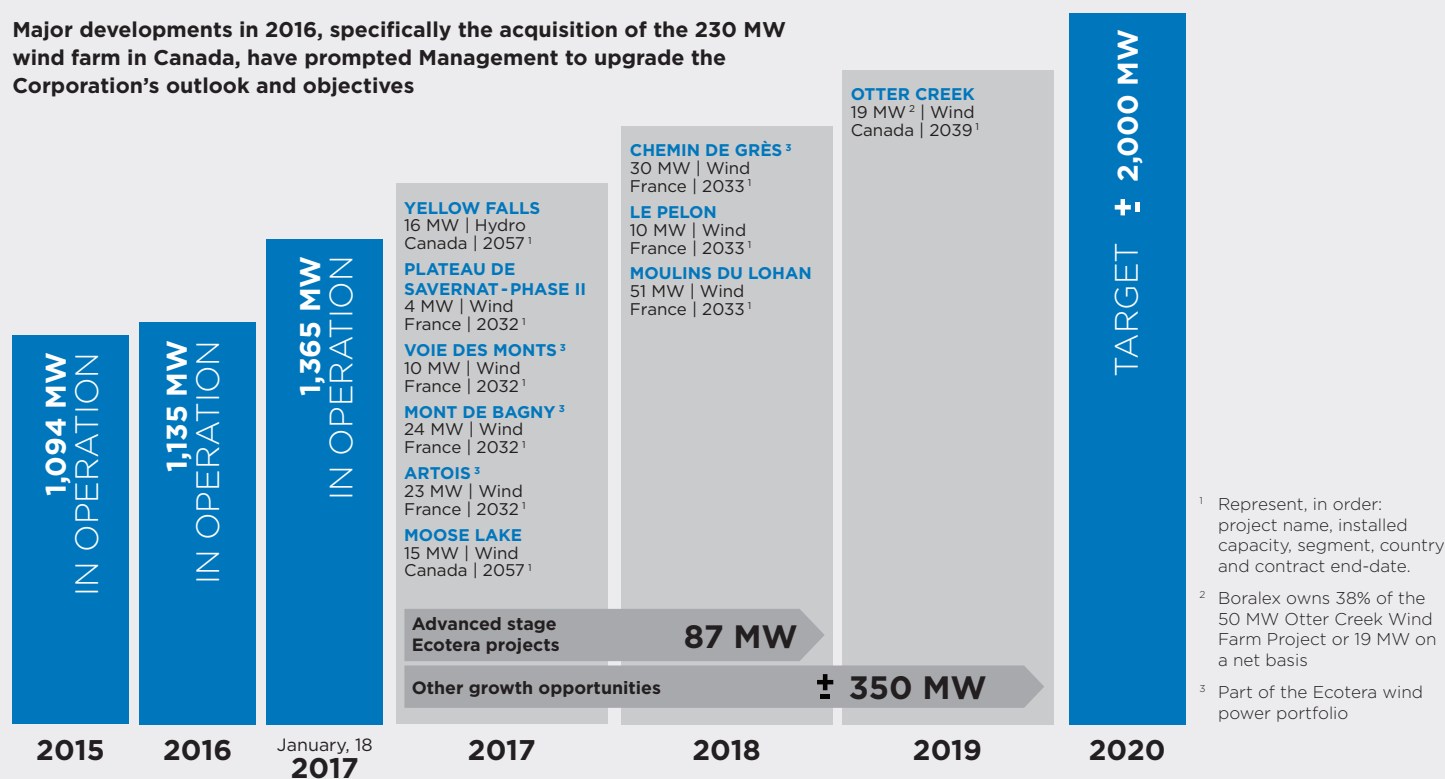 Major developments in 2016, specifically the acquisition of the 230 MW
wind farm in Canada, have prompted Management to upgrade the
Corporation's outlook and objectives
1,094 MW
IN OPERATION
1,135 MW
IN OPERATION
1,365 MW
IN OPERATION
YELLOW FALLS
16 MW | Hydro
Canada | 2057 ¹
PLATEAU DE
SAVERNAT - PHASE II
4 MW | Wind
France | 2032 ¹
VOIE DES MONTS ³
10 MW | Wind
France | 2032 ¹
MONT DE BAGNY ³
24 MW | Wind
France | 2032 ¹
ARTOIS ³
23 MW | Wind
France | 2032 ¹
MOOSE LAKE
15 MW | Wind
Canada | 2057 ¹
CHEMIN DE GRÈS ³
30 MW | Wind
France | 2033 ¹
LE PELON
10 MW | Wind
France | 2033 ¹
MOULINS DU LOHAN
51 MW | Wind
France | 2033 ¹
OTTER CREEK
19 MW ² | Wind
Canada | 2039 ¹
TARGET ± 2,000 MW
Advanced stage
Ecotera projects
87 MW
Other growth opportunities
± 350 MW
2015
2016
January, 18
2017
2017
2018
2019
2020
¹ Represent, in order:
project name, installed
capacity, segment, country
and contract end-date.
² Boralex owns 38% of the
50 MW Otter Creek Wind
Farm Project or 19 MW on
a net basis
³ Part of the Ecotera wind
power portfolio